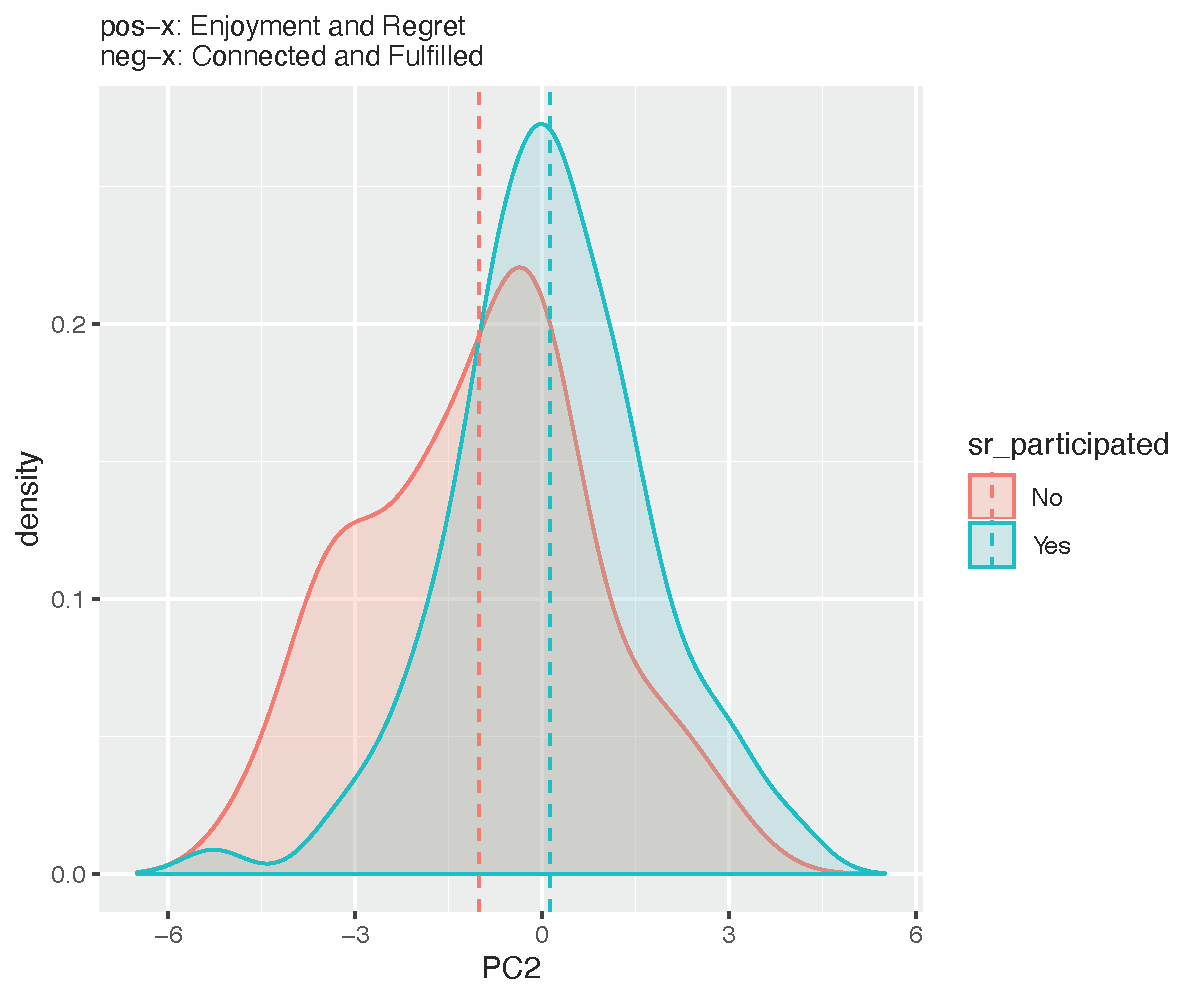 pos−x: Enjoyment and Regret
neg−x: Connected and Fulfilled
density
0.2
0.1
0.0
−6
−3
0
3
6
PC2
sr_participated
No
Yes